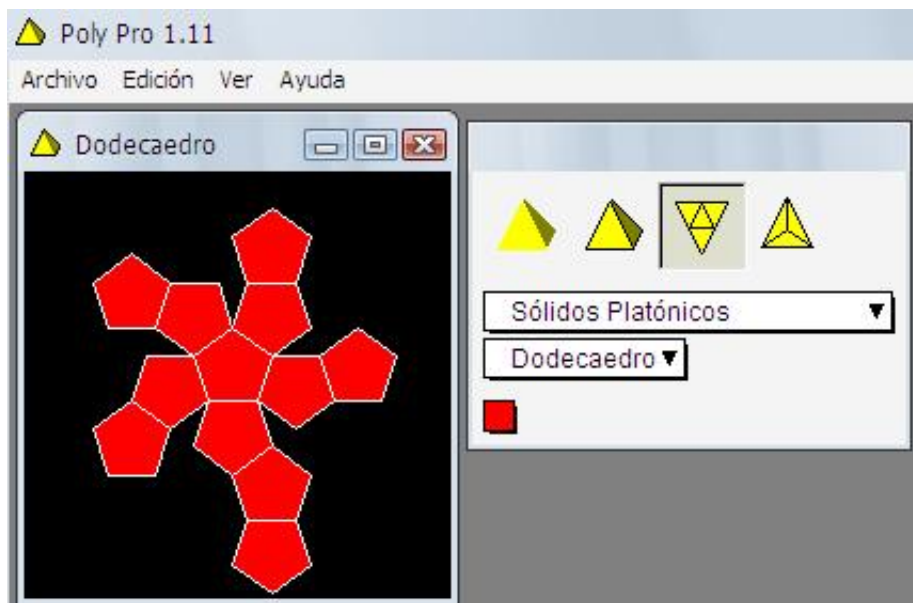 Poly Pro 1.11
Archivo Edición Ver Ayuda
Dodecaedro
Sólidos Platónicos
Dodecaedro